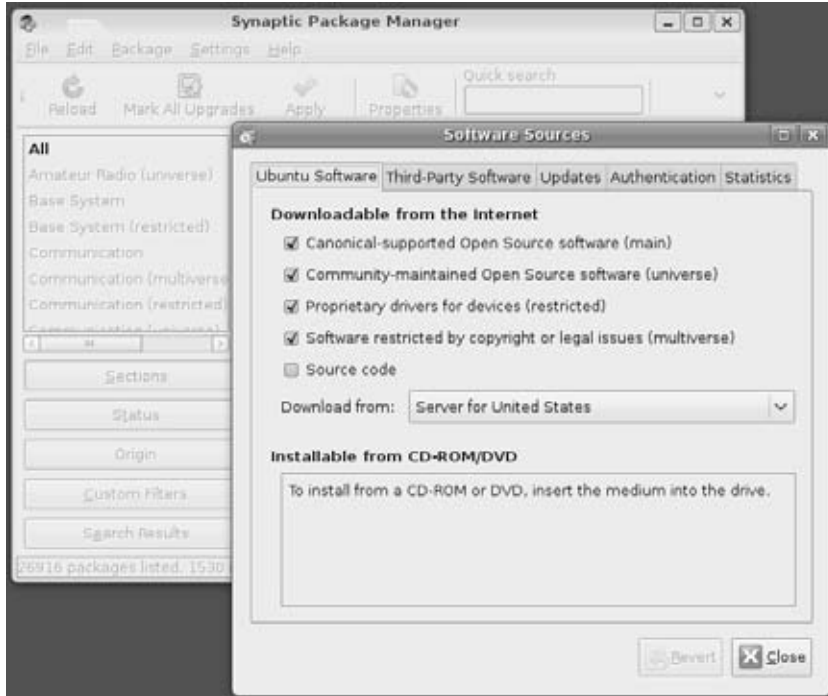 Synaptic Package Manager
File Edit Package Settings Help
Reload Mark All Upgrades Apply Properties
Quick search
All
Amateur Radio (universe)
Base System
Base System (restricted)
Communication
Communication (multiverse
Communication (restricted)
Communication (universe)
Sections
Status
Origin
Custom Filters
Search Results
26916 packages listed, 1530
Software Sources
Ubuntu Software Third-Party Software Updates Authentication Statistics
Downloadable from the Internet
Canonical-supported Open Source software (main)
Community-maintained Open Source software (universe)
Proprietary drivers for devices (restricted)
Software restricted by copyright or legal issues (multiverse)
Source code
Download from: Server for United States
Installable from CD-ROM/DVD
To install from a CD-ROM or DVD, insert the medium into the drive.
Revert Close